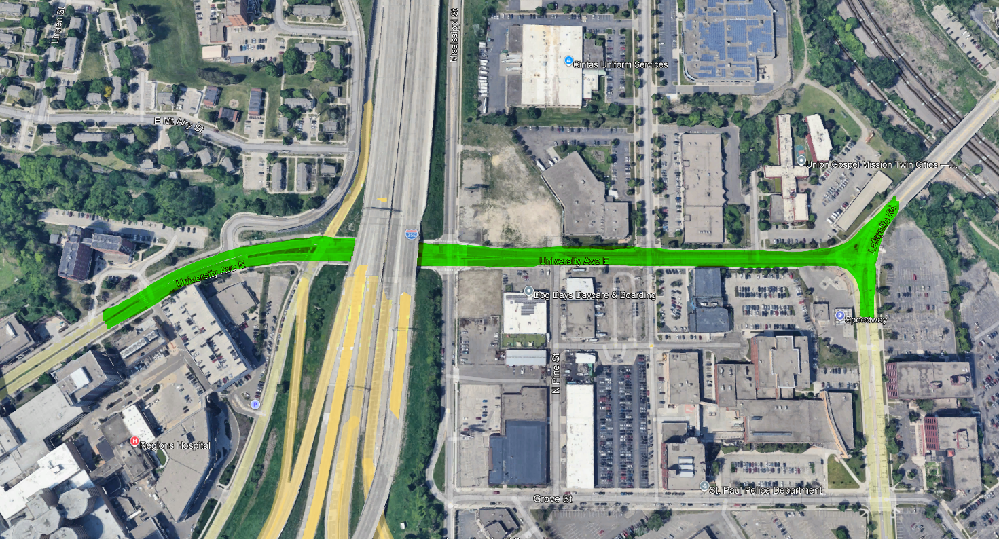 Linden St
Mississippi St
Cintas Uniform Services
E Mt Airy St
Union Gospel Mission Twin Cities —...
Lafayette Rd
35E
University Ave E
University Ave E
Dog Days Daycare & Boarding
Speedway
N Pine St
P
H
Regions Hospital
St. Paul Police Department
Grove St